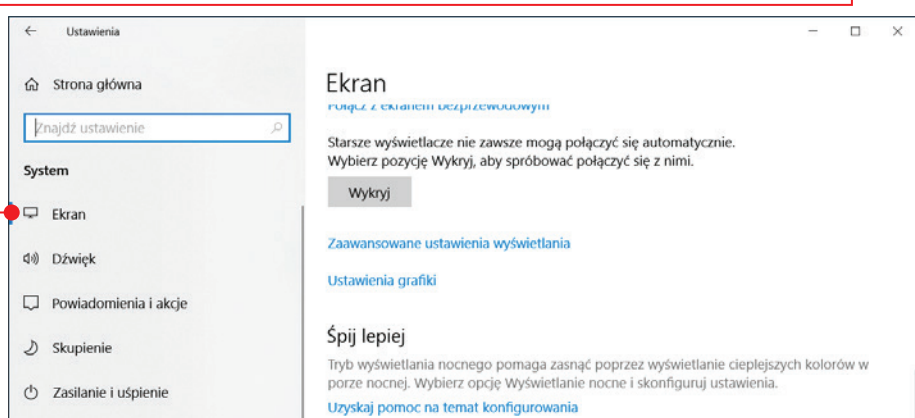 Ustawienia
Strona główna
Znajdź ustawienie
System
Ekran
Dźwięk
Powiadomienia i akcje
Skupienie
Zasilanie i uśpienie
Ekran
Połącz z ekranem bezprzewodowym
Starsze wyświetlacze nie zawsze mogą połączyć się automatycznie.
Wybierz pozycję Wykryj, aby spróbować połączyć się z nimi.
Wykryj
Zaawansowane ustawienia wyświetlania
Ustawienia grafiki
Śpij lepiej
Tryb wyświetlania nocnego pomaga zasnąć poprzez wyświetlanie cieplejszych kolorów w
porze nocnej. Wybierz opcję Wyświetlanie nocne i skonfiguruj ustawienia.
Uzyskaj pomoc na temat konfigurowania